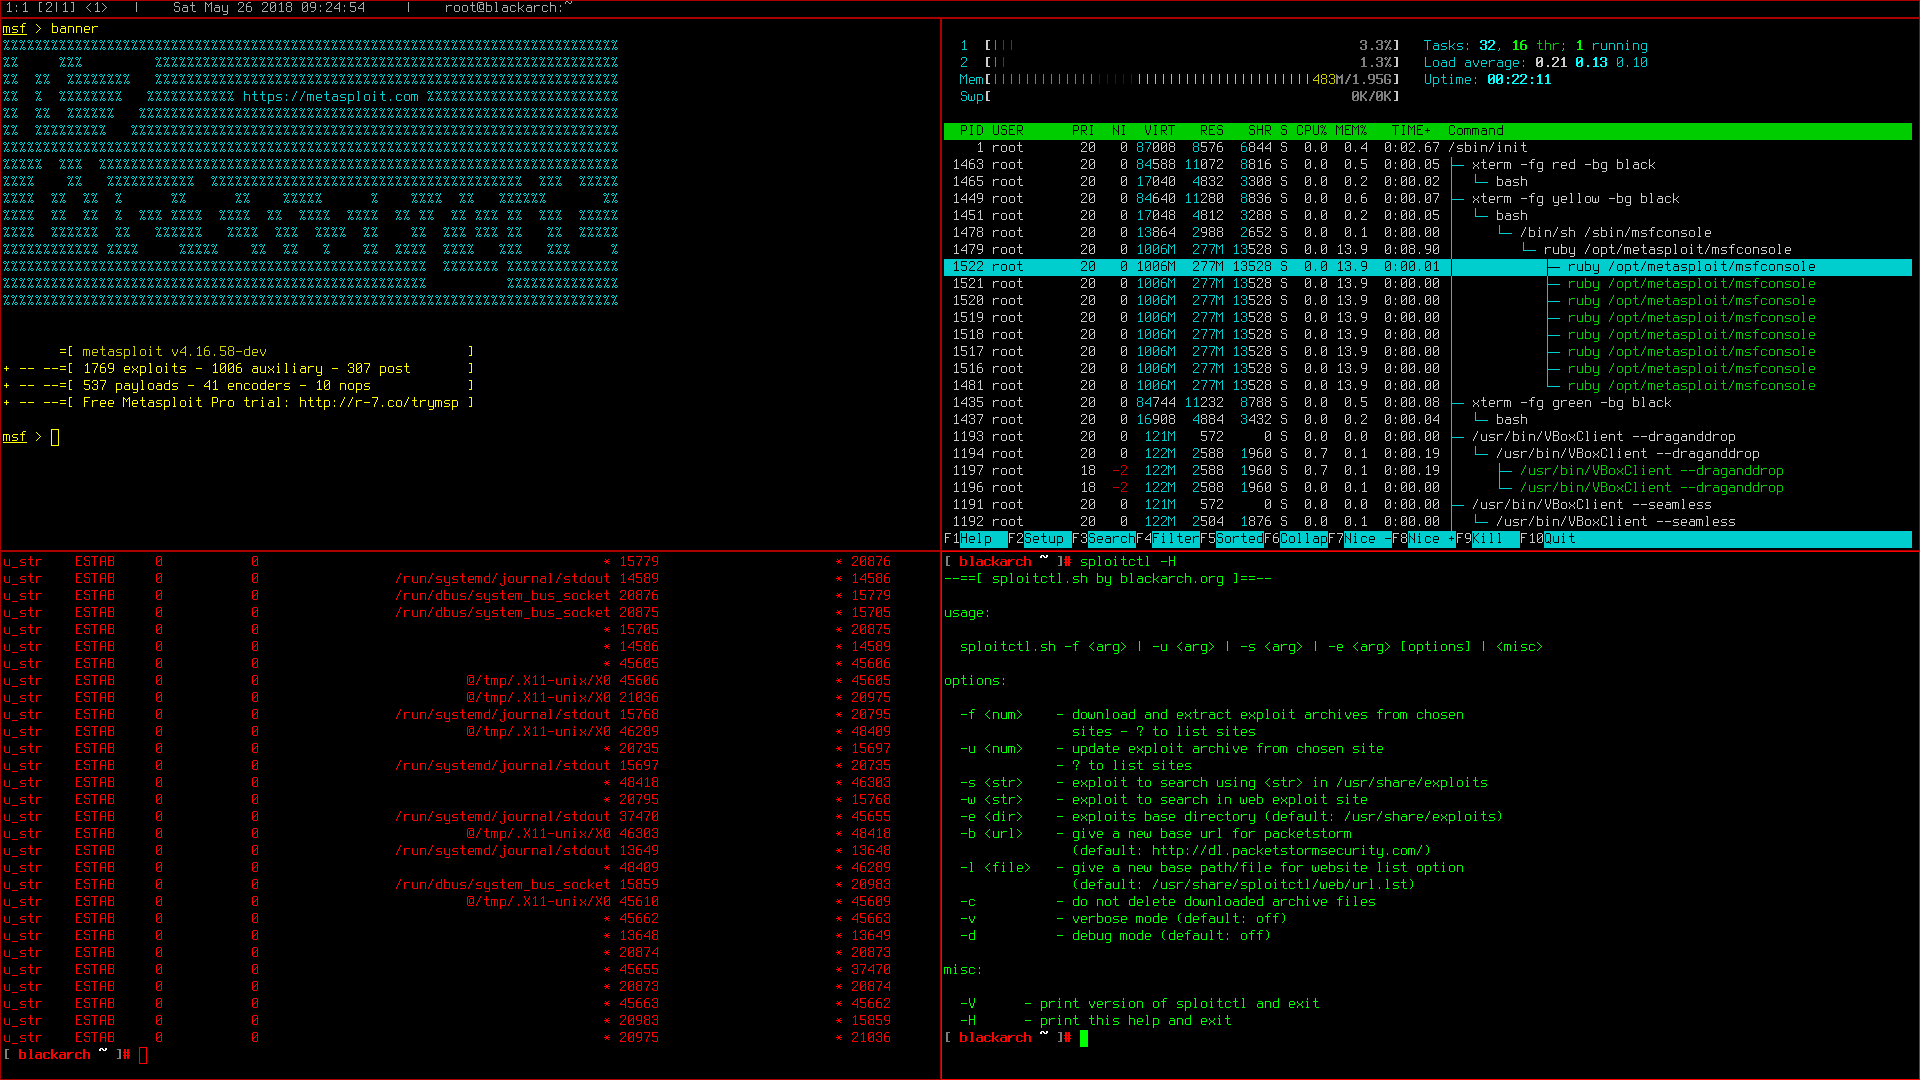 1:1 [2|1] <1>    |    Sat May 26 2018 09:24:54    |    root@blackarch:~
msf > banner
https://metasploit.com
=[ metasploit v4.16.58-dev ]
+ -- --=[ 1769 exploits - 1006 auxiliary - 307 post ]
+ -- --=[ 537 payloads - 41 encoders - 10 nops ]
+ -- --=[ Free Metasploit Pro trial: http://r-7.co/trymsp ]
msf >
1 [||| 3.3%] Tasks: 32, 16 thr; 1 running
2 [|| 1.3%] Load average: 0.21 0.13 0.10
Mem[ 483M/1.95G] Uptime: 00:22:11
Swp[ 0K/0K]
PID USER PRI NI VIRT RES SHR S CPU% MEM% TIME+ Command
1 root 20 0 87008 8576 6844 S 0.0 0.4 0:02.67 /sbin/init
1463 root 20 0 84588 11072 8816 S 0.0 0.5 0:00.05 ├─ xterm -fg red -bg black
1465 root 20 0 17040 4832 3308 S 0.0 0.2 0:00.02 │ └─ bash
1449 root 20 0 84640 11280 8836 S 0.0 0.6 0:00.07 ├─ xterm -fg yellow -bg black
1451 root 20 0 17048 4812 3288 S 0.0 0.2 0:00.05 │ └─ bash
1478 root 20 0 13864 2988 2652 S 0.0 0.1 0:00.00 │ └─ /bin/sh /sbin/msfconsole
1479 root 20 0 1006M 277M 13528 S 0.0 13.9 0:08.90 │ └─ ruby /opt/metasploit/msfconsole
1522 root 20 0 1006M 277M 13528 S 0.0 13.9 0:00.01 │ ├─ ruby /opt/metasploit/msfconsole
1521 root 20 0 1006M 277M 13528 S 0.0 13.9 0:00.00 │ ├─ ruby /opt/metasploit/msfconsole
1520 root 20 0 1006M 277M 13528 S 0.0 13.9 0:00.00 │ ├─ ruby /opt/metasploit/msfconsole
1519 root 20 0 1006M 277M 13528 S 0.0 13.9 0:00.00 │ ├─ ruby /opt/metasploit/msfconsole
1518 root 20 0 1006M 277M 13528 S 0.0 13.9 0:00.00 │ ├─ ruby /opt/metasploit/msfconsole
1517 root 20 0 1006M 277M 13528 S 0.0 13.9 0:00.00 │ ├─ ruby /opt/metasploit/msfconsole
1516 root 20 0 1006M 277M 13528 S 0.0 13.9 0:00.00 │ ├─ ruby /opt/metasploit/msfconsole
1481 root 20 0 1006M 277M 13528 S 0.0 13.9 0:00.00 │ └─ ruby /opt/metasploit/msfconsole
1435 root 20 0 84744 11232 8788 S 0.0 0.5 0:00.08 ├─ xterm -fg green -bg black
1437 root 20 0 16908 4884 3432 S 0.0 0.2 0:00.04 │ └─ bash
1193 root 20 0 121M 572 0 S 0.0 0.0 0:00.00 ├─ /usr/bin/VBoxClient --draganddrop
1194 root 20 0 122M 2588 1960 S 0.7 0.1 0:00.19 │ └─ /usr/bin/VBoxClient --draganddrop
1197 root 18 -2 122M 2588 1960 S 0.7 0.1 0:00.19 │ ├─ /usr/bin/VBoxClient --draganddrop
1196 root 18 -2 122M 2588 1960 S 0.0 0.1 0:00.00 │ └─ /usr/bin/VBoxClient --draganddrop
1191 root 20 0 121M 572 0 S 0.0 0.0 0:00.00 ├─ /usr/bin/VBoxClient --seamless
1192 root 20 0 122M 2504 1876 S 0.0 0.1 0:00.00 │ └─ /usr/bin/VBoxClient --seamless
F1Help F2Setup F3SearchF4FilterF5SortedF6CollapF7Nice -F8Nice +F9Kill F10Quit
u_str ESTAB 0 0 * 15779 * 20876
u_str ESTAB 0 0 /run/systemd/journal/stdout 14589 * 14586
u_str ESTAB 0 0 /run/dbus/system_bus_socket 20876 * 15779
u_str ESTAB 0 0 /run/dbus/system_bus_socket 20875 * 15705
u_str ESTAB 0 0 * 15705 * 20875
u_str ESTAB 0 0 * 14586 * 14589
u_str ESTAB 0 0 * 45605 * 45606
u_str ESTAB 0 0 @/tmp/.X11-unix/X0 45606 * 45605
u_str ESTAB 0 0 @/tmp/.X11-unix/X0 21036 * 20975
u_str ESTAB 0 0 /run/systemd/journal/stdout 15768 * 20795
u_str ESTAB 0 0 @/tmp/.X11-unix/X0 46289 * 48409
u_str ESTAB 0 0 * 20735 * 15697
u_str ESTAB 0 0 /run/systemd/journal/stdout 15697 * 20735
u_str ESTAB 0 0 * 48418 * 46303
u_str ESTAB 0 0 * 20795 * 15768
u_str ESTAB 0 0 /run/systemd/journal/stdout 37470 * 45655
u_str ESTAB 0 0 @/tmp/.X11-unix/X0 46303 * 48418
u_str ESTAB 0 0 /run/systemd/journal/stdout 13649 * 13648
u_str ESTAB 0 0 * 48409 * 46289
u_str ESTAB 0 0 /run/dbus/system_bus_socket 15859 * 20983
u_str ESTAB 0 0 @/tmp/.X11-unix/X0 45610 * 45609
u_str ESTAB 0 0 * 45662 * 45663
u_str ESTAB 0 0 * 13648 * 13649
u_str ESTAB 0 0 * 20874 * 20873
u_str ESTAB 0 0 * 45655 * 37470
u_str ESTAB 0 0 * 20873 * 20874
u_str ESTAB 0 0 * 45663 * 45662
u_str ESTAB 0 0 * 20983 * 15859
u_str ESTAB 0 0 * 20975 * 21036
[ blackarch ~ ]#
[ blackarch ~ ]# sploitctl -H
--==[ sploitctl.sh by blackarch.org ]==--
usage:
sploitctl.sh -f <arg> | -u <arg> | -s <arg> | -e <arg> [options] | <misc>
options:
-f <num> - download and extract exploit archives from chosen
sites - ? to list sites
-u <num> - update exploit archive from chosen site
- ? to list sites
-s <str> - exploit to search using <str> in /usr/share/exploits
-w <str> - exploit to search in web exploit site
-e <dir> - exploits base directory (default: /usr/share/exploits)
-b <url> - give a new base url for packetstorm
(default: http://dl.packetstormsecurity.com/)
-l <file> - give a new base path/file for website list option
(default: /usr/share/sploitctl/web/url.lst)
-c - do not delete downloaded archive files
-v - verbose mode (default: off)
-d - debug mode (default: off)
misc:
-V - print version of sploitctl and exit
-H - print this help and exit
[ blackarch ~ ]#